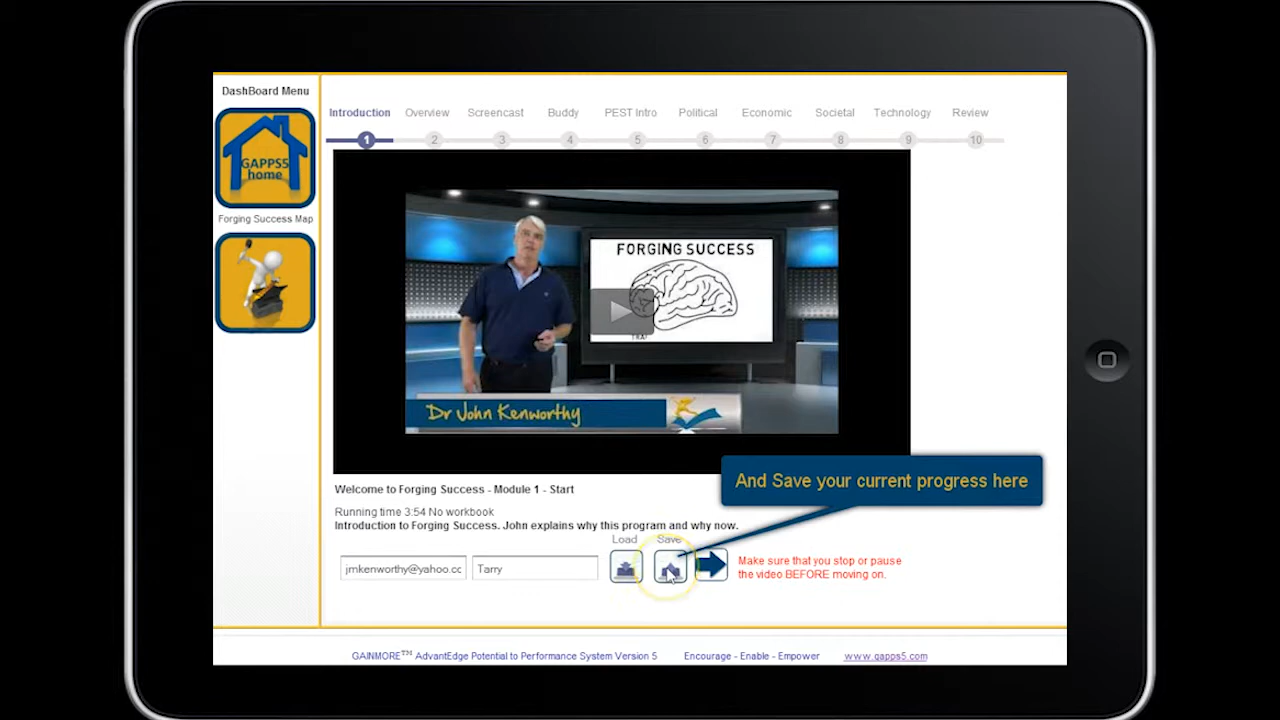 DashBoard Menu
GAPPS5
home
Forging Success Map
Introduction Overview Screencast Buddy PEST Intro Political Economic Societal Technology Review
1 2 3 4 5 6 7 8 9 10
FORGING SUCCESS
Dr John Kenworthy
And Save your current progress here
Welcome to Forging Success - Module 1 - Start
Running time 3:54 No workbook
Introduction to Forging Success. John explains why this program and why now.
Load Save
jmkenworthy@yahoo.cc Tarry
Make sure that you stop or pause
the video BEFORE moving on.
GAINMORE™ AdvantEdge Potential to Performance System Version 5 Encourage - Enable - Empower www.gapps5.com